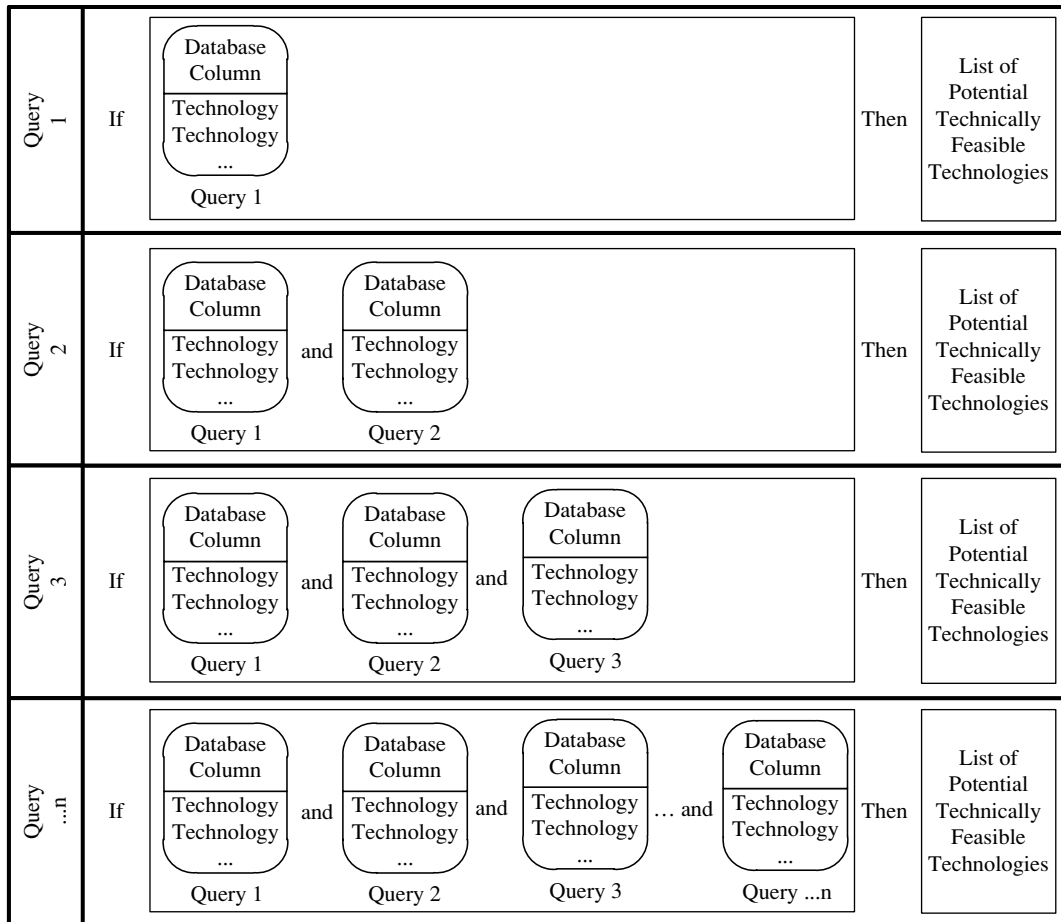 Query
1
If
Database
Column
Technology
Technology
...
Query 1
Then
List of
Potential
Technically
Feasible
Technologies
Query
2
If
Database
Column
Technology
Technology
...
Query 1
and
Database
Column
Technology
Technology
...
Query 2
Then
List of
Potential
Technically
Feasible
Technologies
Query
3
If
Database
Column
Technology
Technology
...
Query 1
and
Database
Column
Technology
Technology
...
Query 2
and
Database
Column
Technology
Technology
...
Query 3
Then
List of
Potential
Technically
Feasible
Technologies
Query
...n
If
Database
Column
Technology
Technology
...
Query 1
and
Database
Column
Technology
Technology
...
Query 2
and
Database
Column
Technology
Technology
...
Query 3
... and
Database
Column
Technology
Technology
...
Query ...n
Then
List of
Potential
Technically
Feasible
Technologies